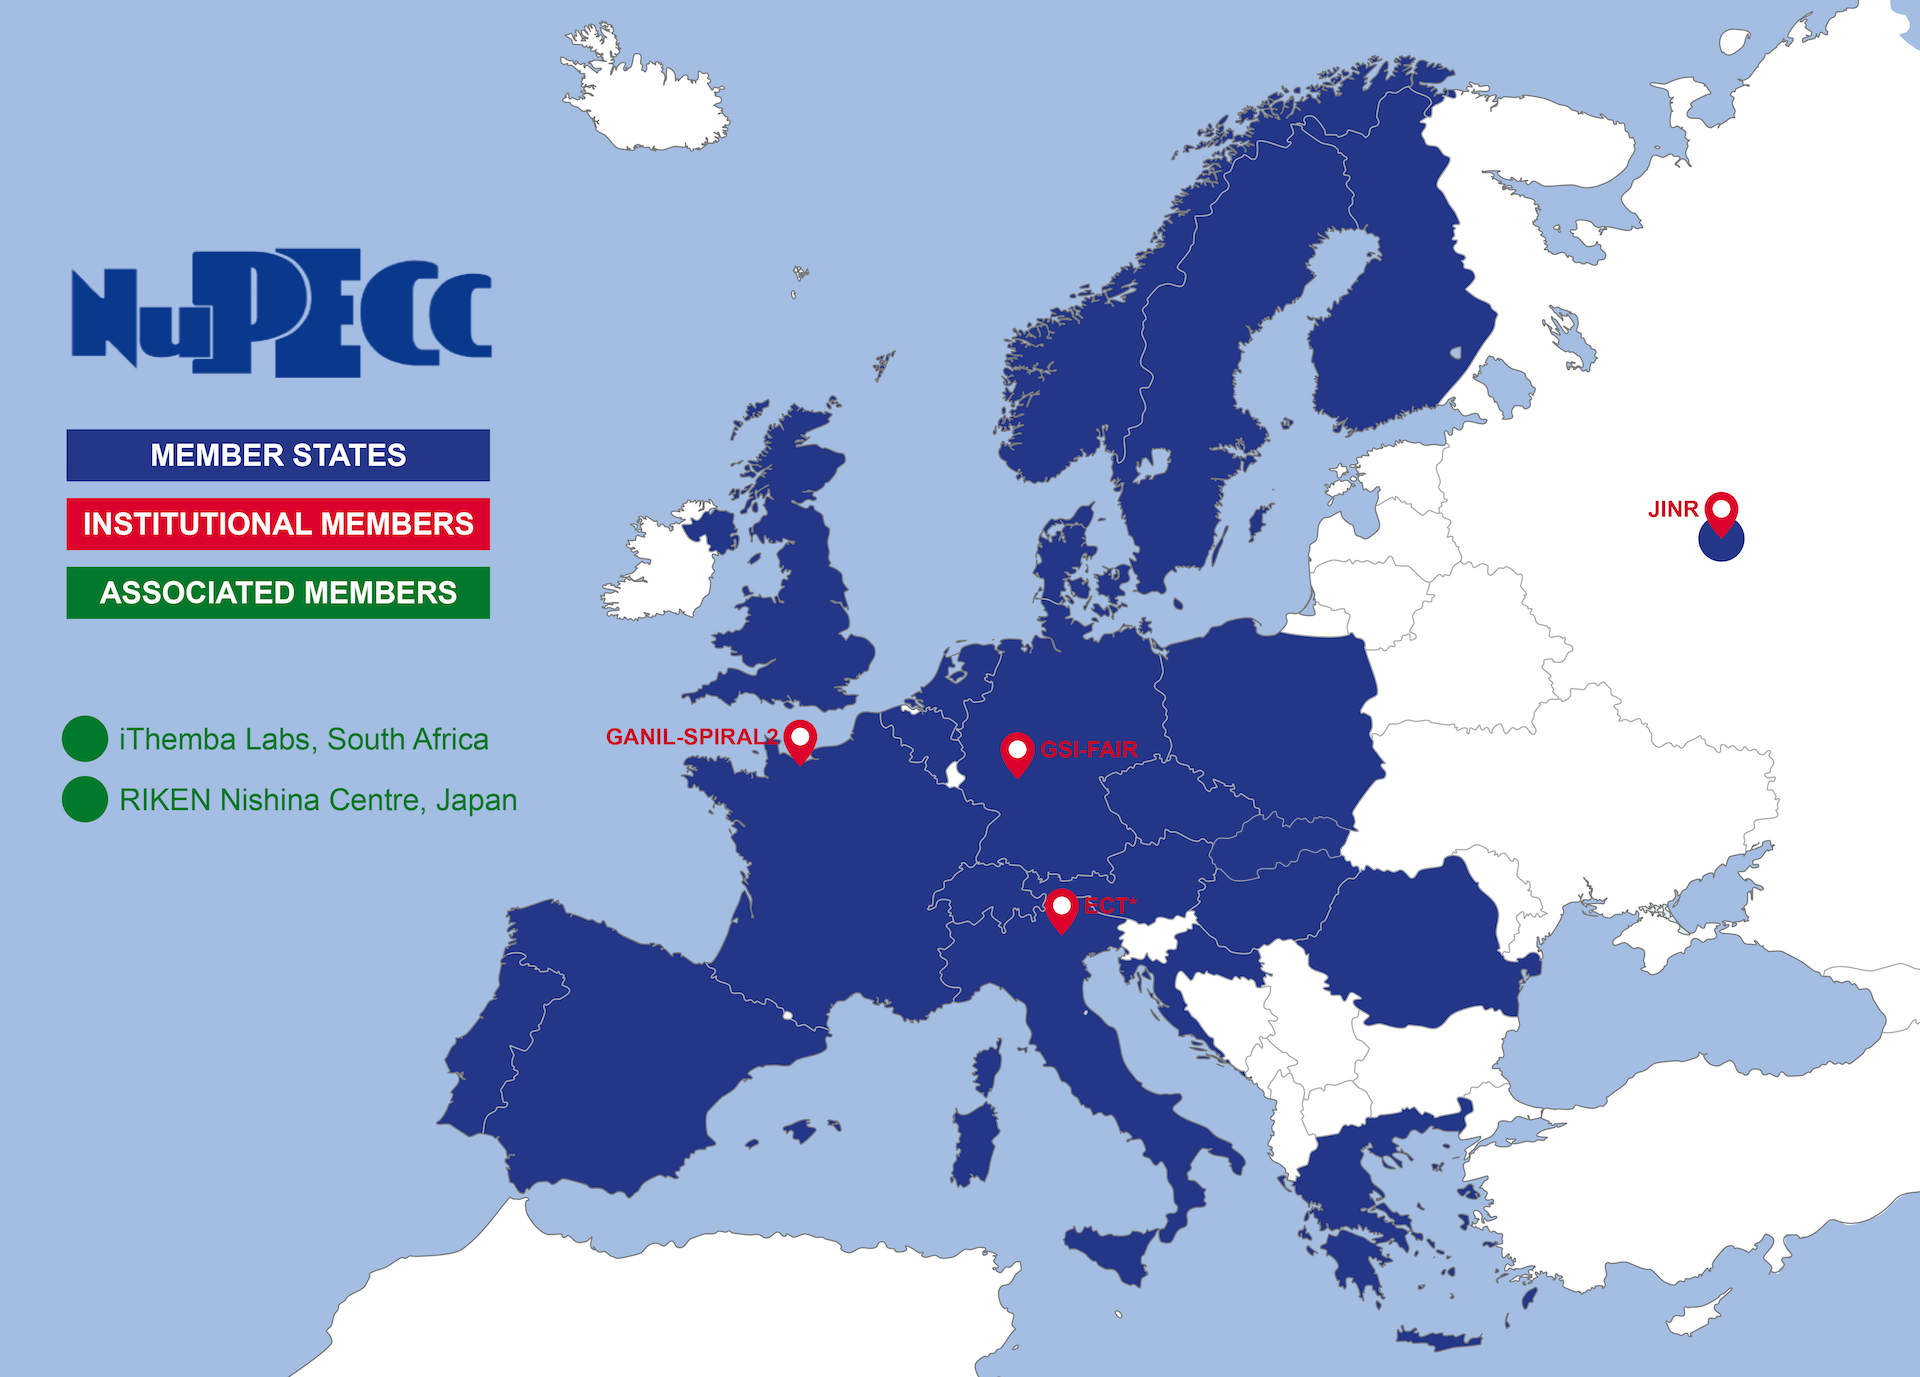 NuPECC
MEMBER STATES
INSTITUTIONAL MEMBERS
ASSOCIATED MEMBERS
iThemba Labs, South Africa
RIKEN Nishina Centre, Japan
JINR
GANIL-SPIRAL2
GSI-FAIR
ECT*